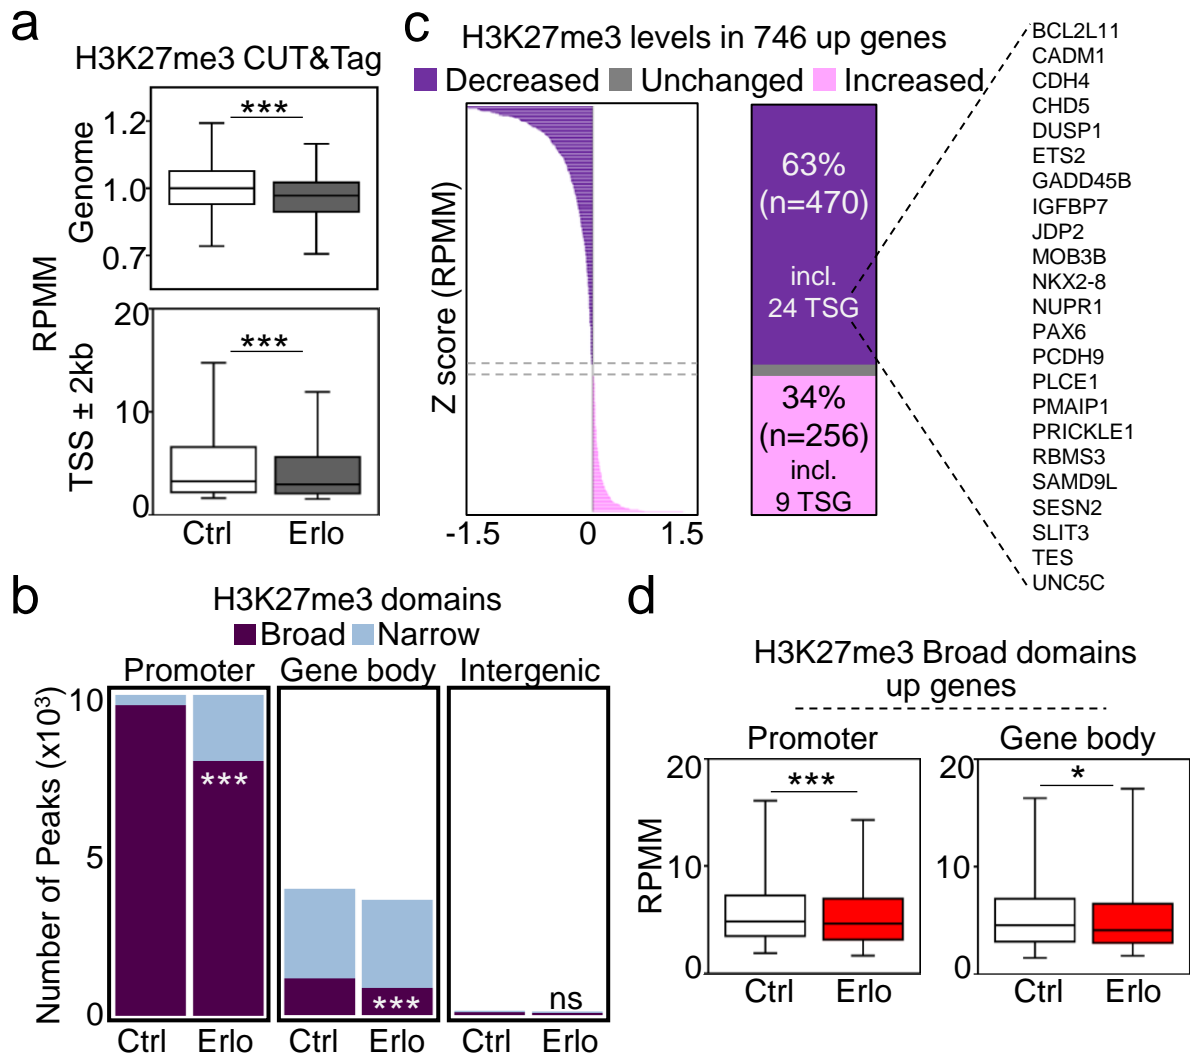 a
H3K27me3 CUT&Tag
RPMM
Genome
1.2
1.0
0.7
***
TSS ± 2kb
20
10
0
***
Ctrl
Erlo
c
H3K27me3 levels in 746 up genes
Decreased
Unchanged
Increased
Z score (RPMM)
-1.5
0
1.5
63%
(n=470)
incl.
24 TSG
34%
(n=256)
incl.
9 TSG
BCL2L11
CADM1
CDH4
CHD5
DUSP1
ETS2
GADD45B
IGFBP7
JDP2
MOB3B
NKX2-8
NUPR1
PAX6
PCDH9
PLCE1
PMAIP1
PRICKLE1
RBMS3
SAMD9L
SESN2
SLIT3
TES
UNC5C
b
H3K27me3 domains
Broad
Narrow
Promoter
Gene body
Intergenic
Number of Peaks (x10³)
10
5
0
***
***
ns
Ctrl
Erlo
Ctrl
Erlo
Ctrl
Erlo
d
H3K27me3 Broad domains
up genes
Promoter
Gene body
RPMM
20
10
0
***
20
10
0
*
Ctrl
Erlo
Ctrl
Erlo